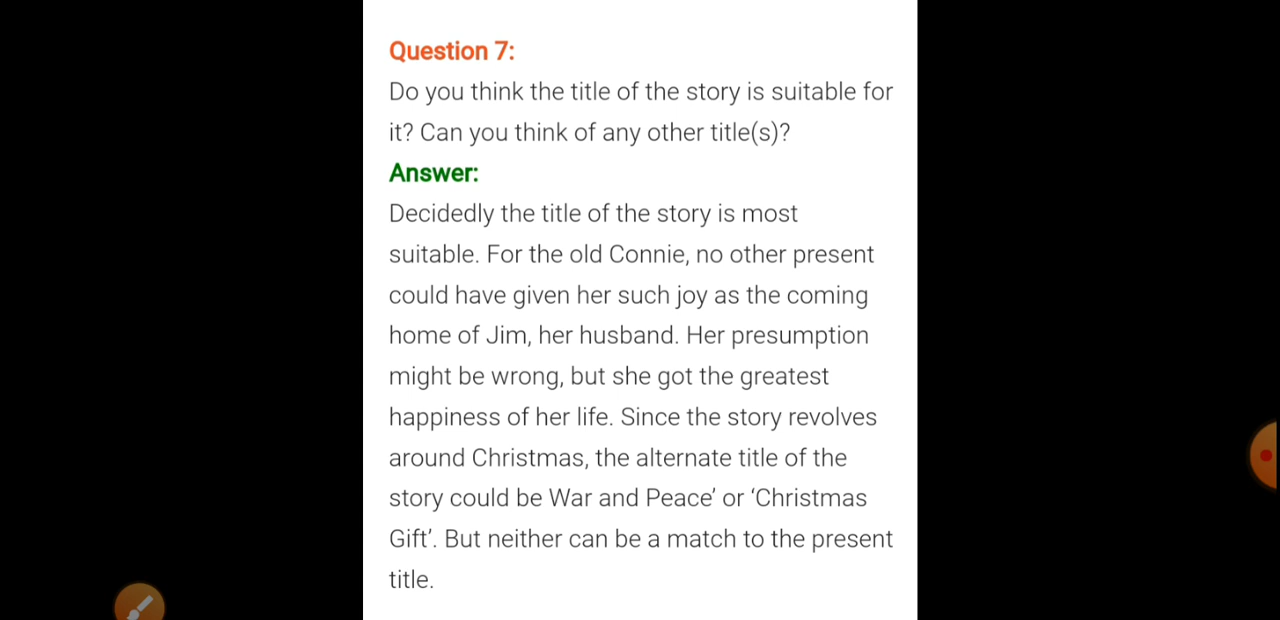 Question 7:
Do you think the title of the story is suitable for
it? Can you think of any other title(s)?
Answer:
Decidedly the title of the story is most
suitable. For the old Connie, no other present
could have given her such joy as the coming
home of Jim, her husband. Her presumption
might be wrong, but she got the greatest
happiness of her life. Since the story revolves
around Christmas, the alternate title of the
story could be War and Peace’ or ‘Christmas
Gift’. But neither can be a match to the present
title.